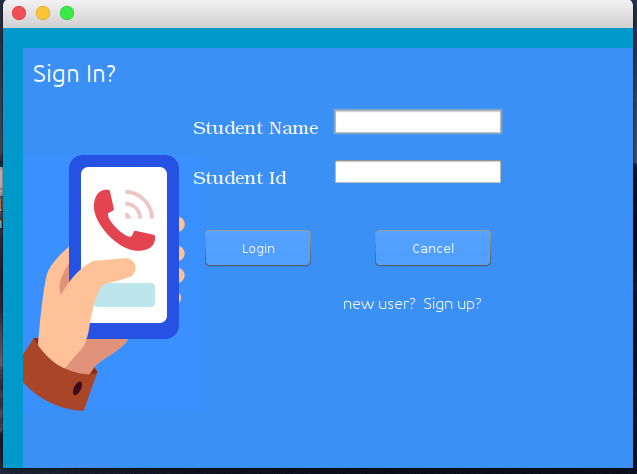 Sign In?
Student Name
Student Id
Login Cancel
new user? Sign up?